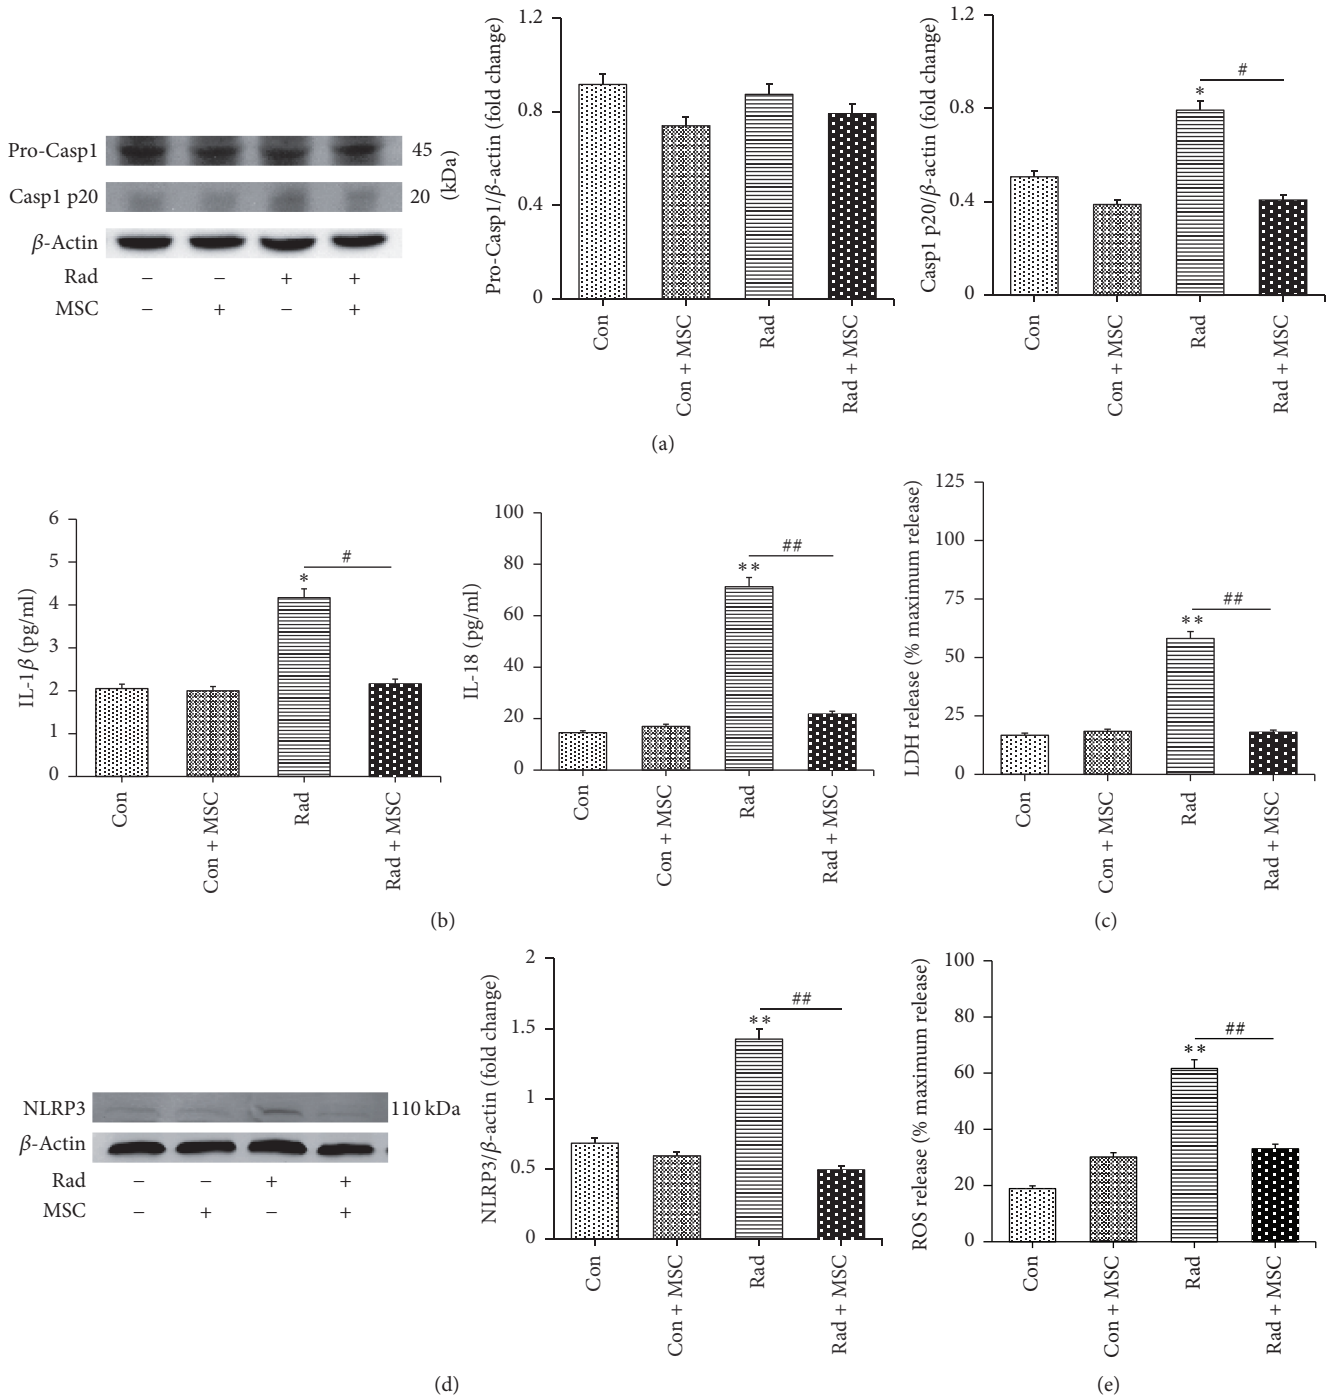 Pro-Casp1
45
Casp1 p20
20
(kDa)
β-Actin
Rad − − + +
MSC − + − +
Pro-Casp1/β-actin (fold change)
1.2
0.8
0.4
0
Con
Con + MSC
Rad
Rad + MSC
Casp1 p20/β-actin (fold change)
1.2
0.8
0.4
0
*
#
Con
Con + MSC
Rad
Rad + MSC
(a)
IL-1β (pg/ml)
6
5
4
3
2
1
0
*
#
Con
Con + MSC
Rad
Rad + MSC
IL-18 (pg/ml)
100
80
60
40
20
0
**
##
Con
Con + MSC
Rad
Rad + MSC
(b)
LDH release (% maximum release)
125
100
75
50
25
0
**
##
Con
Con + MSC
Rad
Rad + MSC
(c)
NLRP3
110 kDa
β-Actin
Rad − − + +
MSC − + − +
NLRP3/β-actin (fold change)
2
1.5
1
0.5
0
**
##
Con
Con + MSC
Rad
Rad + MSC
(d)
ROS release (% maximum release)
100
80
60
40
20
0
**
##
Con
Con + MSC
Rad
Rad + MSC
(e)